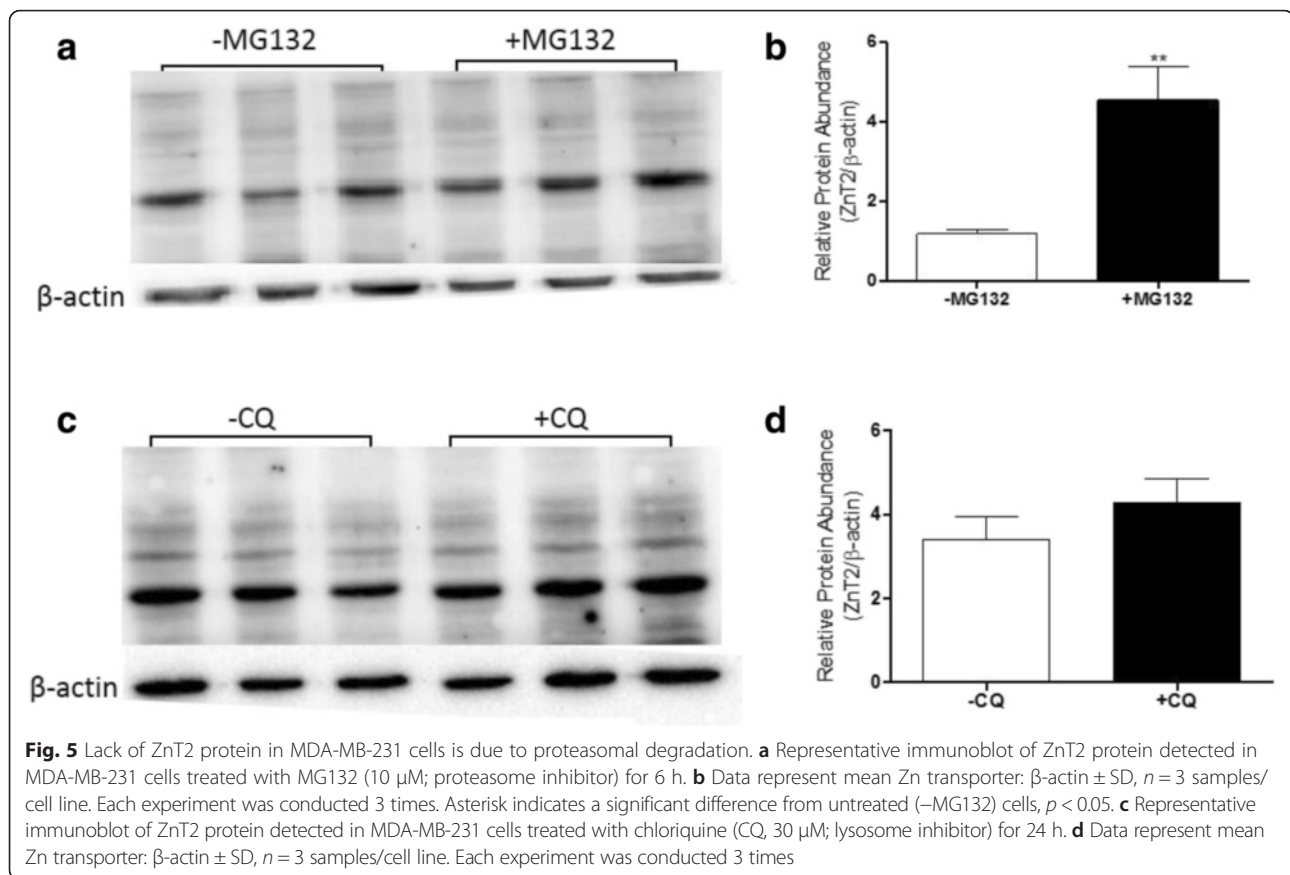 a
-MG132
+MG132
β-actin
b
Relative Protein Abundance
(ZnT2/β-actin)
6
4
2
0
**
-MG132
+MG132
c
-CQ
+CQ
β-actin
d
Relative Protein Abundance
(ZnT2/β-actin)
6
4
2
0
-CQ
+CQ
Fig. 5 Lack of ZnT2 protein in MDA-MB-231 cells is due to proteasomal degradation. a Representative immunoblot of ZnT2 protein detected in
MDA-MB-231 cells treated with MG132 (10 μM; proteasome inhibitor) for 6 h. b Data represent mean Zn transporter: β-actin ± SD, n = 3 samples/
cell line. Each experiment was conducted 3 times. Asterisk indicates a significant difference from untreated (−MG132) cells, p < 0.05. c Representative
immunoblot of ZnT2 protein detected in MDA-MB-231 cells treated with chloriquine (CQ, 30 μM; lysosome inhibitor) for 24 h. d Data represent mean
Zn transporter: β-actin ± SD, n = 3 samples/cell line. Each experiment was conducted 3 times